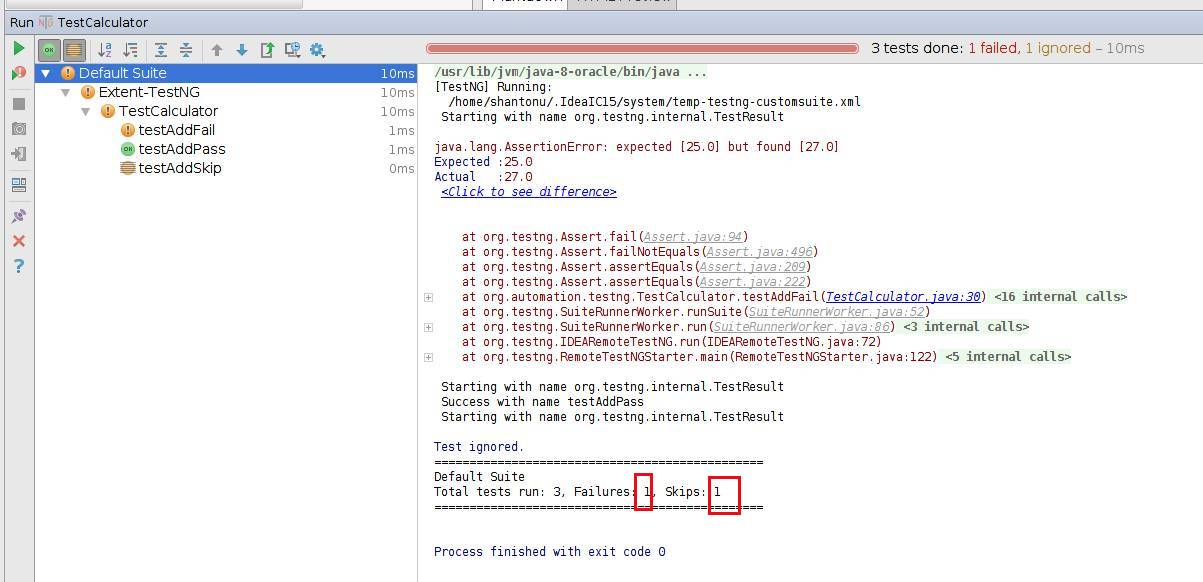 Run TestCalculator
3 tests done: 1 failed, 1 ignored – 10ms
Default Suite 10ms
Extent-TestNG 10ms
TestCalculator 10ms
testAddFail 1ms
testAddPass 1ms
testAddSkip 0ms
/usr/lib/jvm/java-8-oracle/bin/java ...
[TestNG] Running:
/home/shantonu/.IdeaIC15/system/temp-testng-customsuite.xml
Starting with name org.testng.internal.TestResult
java.lang.AssertionError: expected [25.0] but found [27.0]
Expected :25.0
Actual :27.0
<Click to see difference>
at org.testng.Assert.fail(Assert.java:94)
at org.testng.Assert.failNotEquals(Assert.java:496)
at org.testng.Assert.assertEquals(Assert.java:209)
at org.testng.Assert.assertEquals(Assert.java:222)
at org.automation.testng.TestCalculator.testAddFail(TestCalculator.java:30) <16 internal calls>
at org.testng.SuiteRunnerWorker.runSuite(SuiteRunnerWorker.java:52)
at org.testng.SuiteRunnerWorker.run(SuiteRunnerWorker.java:86) <3 internal calls>
at org.testng.IDEARemoteTestNG.run(IDEARemoteTestNG.java:72)
at org.testng.RemoteTestNGStarter.main(RemoteTestNGStarter.java:122) <5 internal calls>
Starting with name org.testng.internal.TestResult
Success with name testAddPass
Starting with name org.testng.internal.TestResult
Test ignored.
===============================================
Default Suite
Total tests run: 3, Failures: 1, Skips: 1
===============================================
Process finished with exit code 0